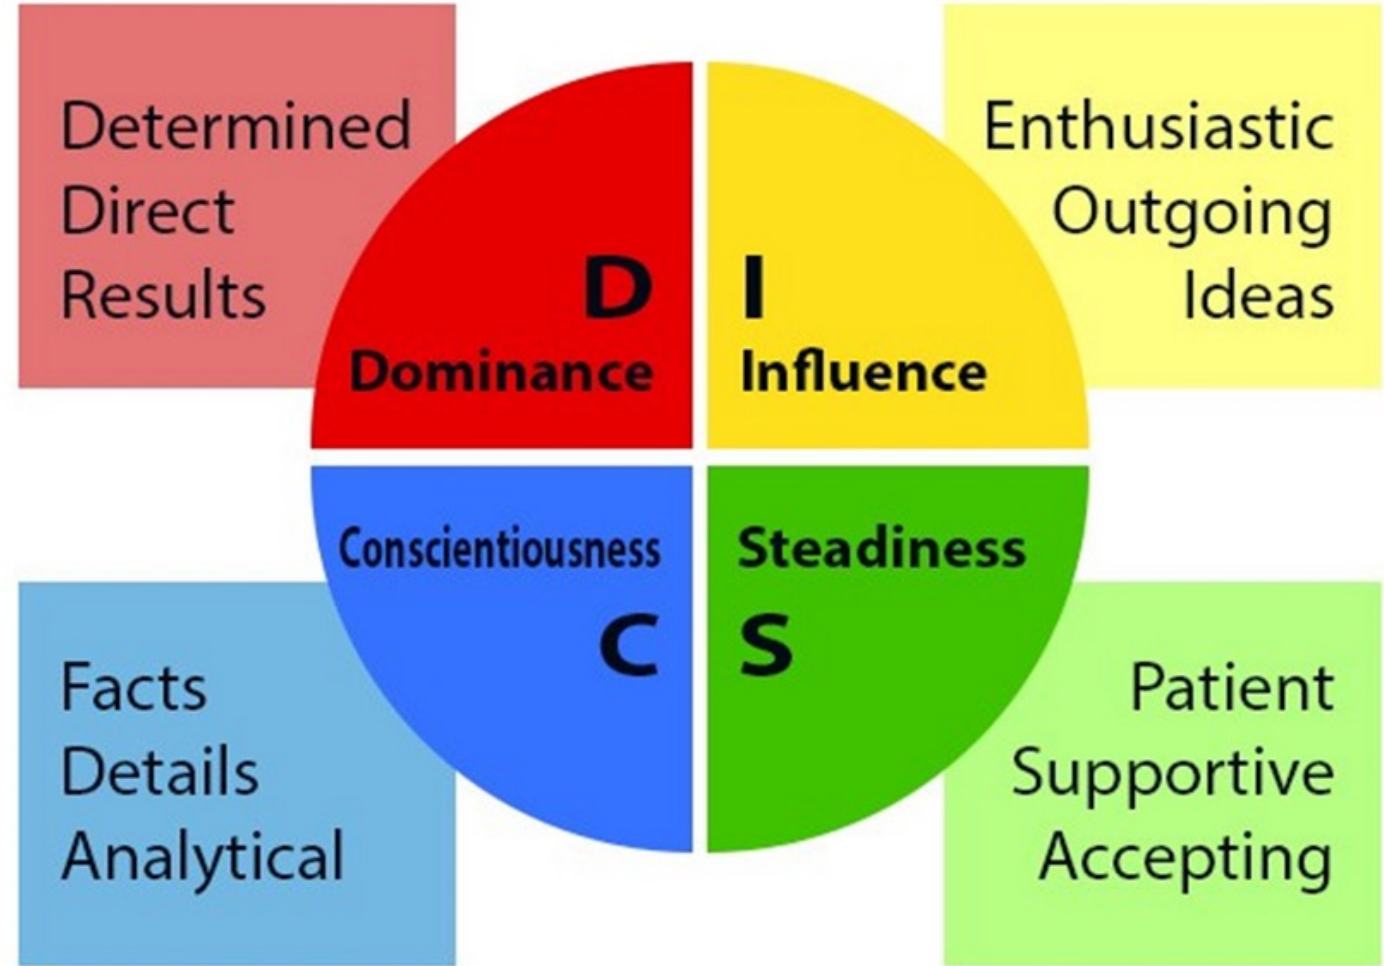 Determined
Direct
Results
Enthusiastic
Outgoing
Ideas
D
Dominance
I
Influence
Conscientiousness
C
Steadiness
S
Facts
Details
Analytical
Patient
Supportive
Accepting